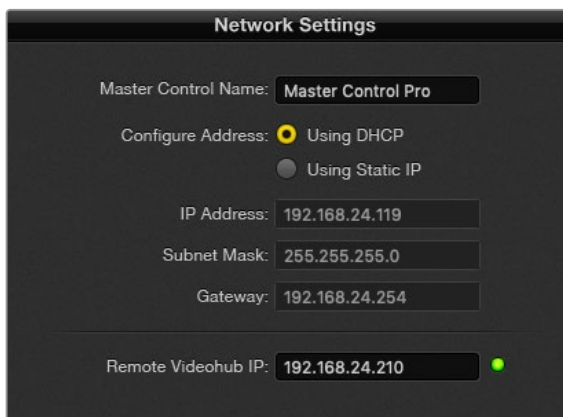 Network Settings
Master Control Name: Master Control Pro
Configure Address: Using DHCP
Using Static IP
IP Address: 192.168.24.119
Subnet Mask: 255.255.255.0
Gateway: 192.168.24.254
Remote Videohub IP: 192.168.24.210